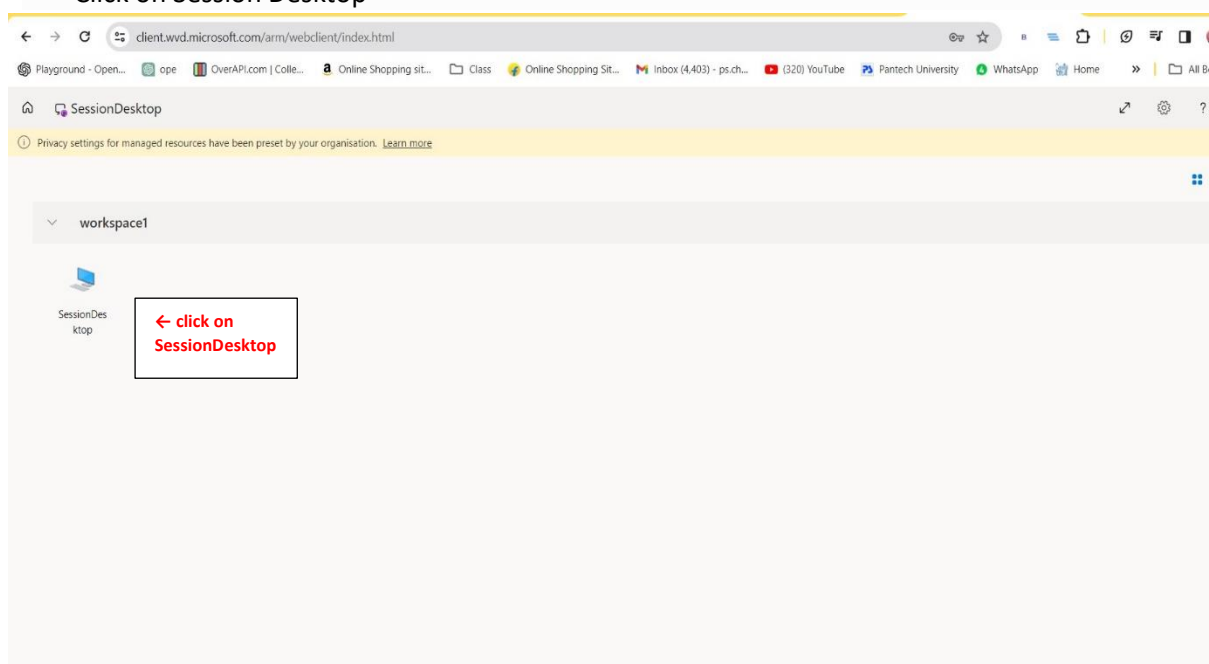 Click on Session Desktop
client.wvd.microsoft.com/arm/webclient/index.html
Playground - Open... ope OverAPI.com | Colle... Online Shopping sit... Class Online Shopping Sit... Inbox (4,403) - ps.ch... (320) YouTube Pantech University WhatsApp Home » All B
SessionDesktop ?
Privacy settings for managed resources have been preset by your organisation. Learn more
workspace1
SessionDes
ktop
← click on
SessionDesktop